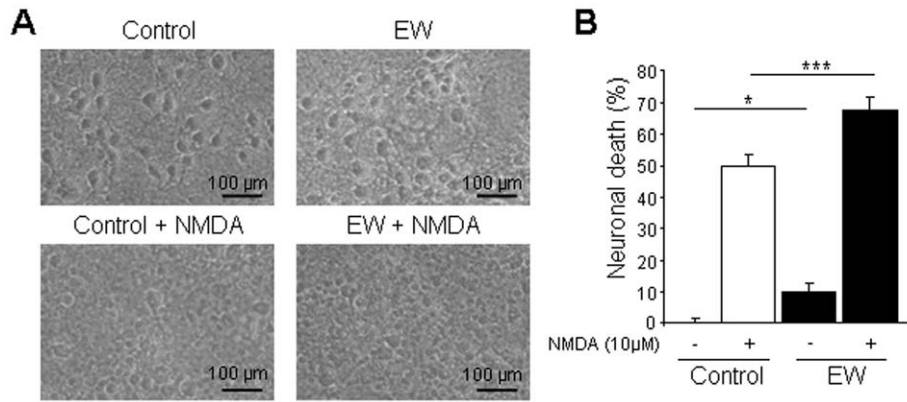 A
Control
EW
100 µm
100 µm
Control + NMDA
EW + NMDA
100 µm
100 µm
B
Neuronal death (%)
80
70
60
50
40
30
20
10
0
*
***
NMDA (10µM) - + - +
Control EW